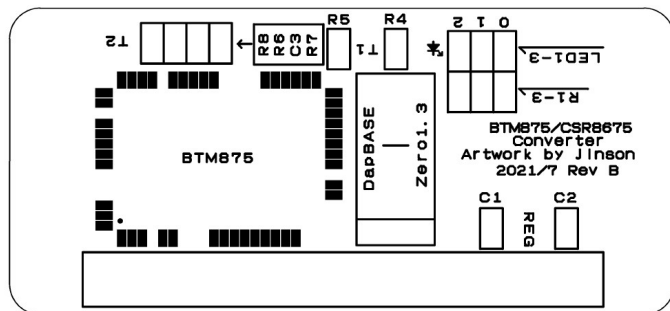 R5
R4
T2
R8
R6
C3
R7
T1
2 1 0
LED1-3
R1-3
BTM875
DapBASE
Zero1.3
BTM875/CSR8675
Converter
Artwork by Jinson
2021/7 Rev B
C1
REG
C2